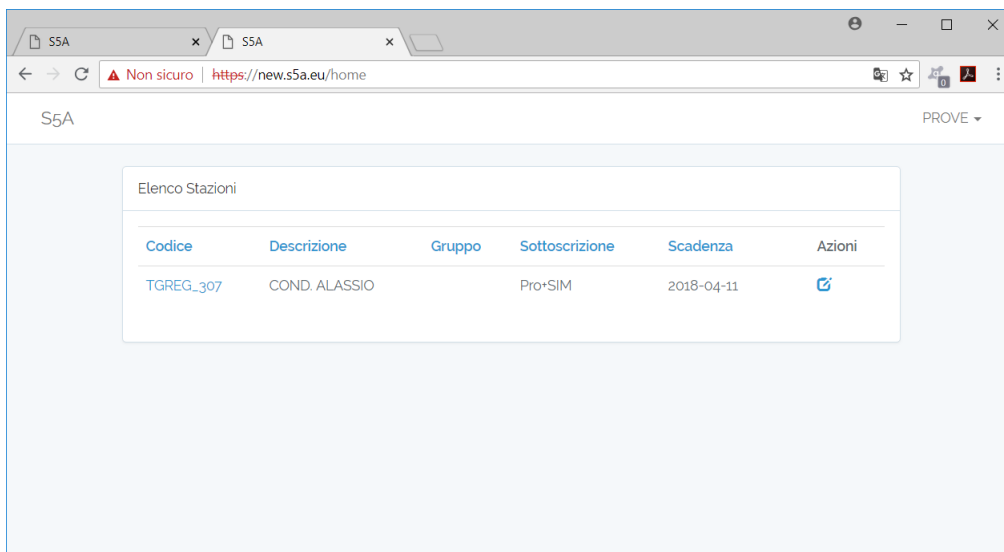 S5A
S5A
Non sicuro | https://new.s5a.eu/home
0
S5A
PROVE
Elenco Stazioni
Codice Descrizione Gruppo Sottoscrizione Scadenza Azioni
TGREG_307 COND. ALASSIO Pro+SIM 2018-04-11